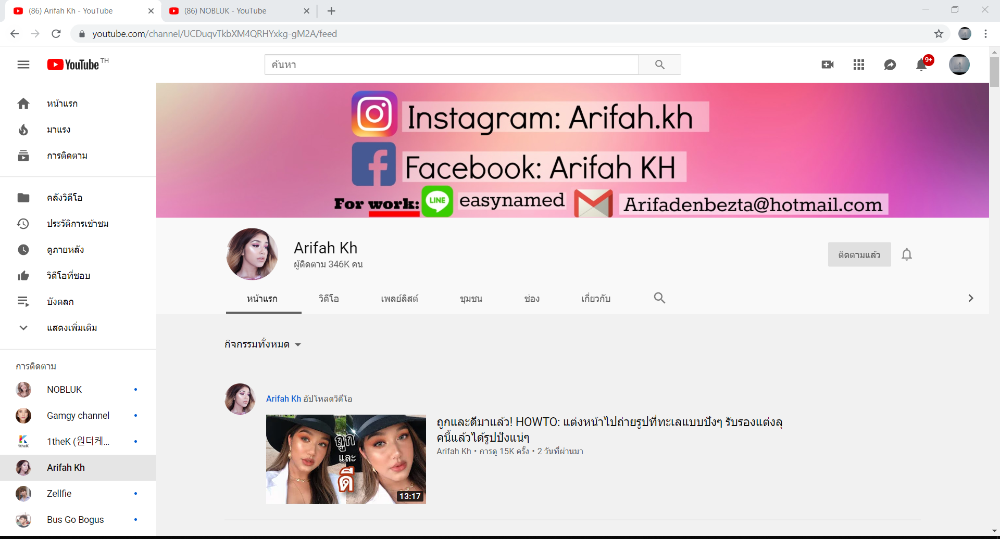 (86) Arifah Kh - YouTube
(86) NOBLUK - YouTube
youtube.com/channel/UCDuqvTkbXM4QRHYxkg-gM2A/feed
YouTube TH
ค้นหา
9+
หน้าแรก
มาแรง
การติดตาม
คลังวิดีโอ
ประวัติการเข้าชม
ดูภายหลัง
วิดีโอที่ชอบ
บังตลก
แสดงเพิ่มเติม
การติดตาม
NOBLUK
Gamgy channel
1theK
1theK (원더케...
Arifah Kh
Zellfie
Bus Go Bogus
Instagram: Arifah.kh
Facebook: Arifah KH
For work: LINE easynamed Arifadenbezta@hotmail.com
Arifah Kh
ผู้ติดตาม 346K คน
ติดตามแล้ว
หน้าแรก วิดีโอ เพลย์ลิสต์ ชุมชน ช่อง เกี่ยวกับ
กิจกรรมทั้งหมด
Arifah Kh อัปโหลดวิดีโอ
ถูก
และ
ดี
13:17
ถูกและดีมาแล้ว! HOWTO: แต่งหน้าไปถ่ายรูปที่ทะเลแบบปังๆ รับรองแต่งลุ
คนี้แล้วได้รูปปังแน่ๆ
Arifah Kh • การดู 15K ครั้ง • 2 วันที่ผ่านมา